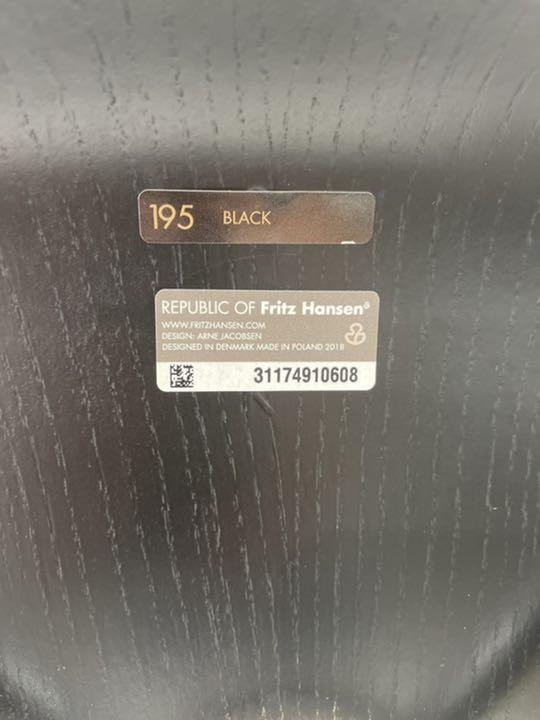 195 BLACK
REPUBLIC OF Fritz Hansen®
WWW.FRITZHANSEN.COM
DESIGN: ARNE JACOBSEN
DESIGNED IN DENMARK MADE IN POLAND 2018
31174910608